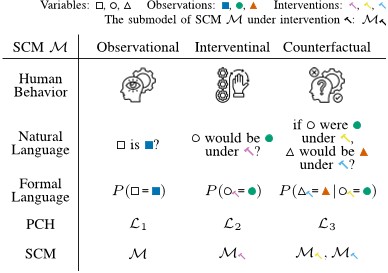 Variables: □, ○, △ Observations: ■, ●, ▲ Interventions: , ,
The submodel of SCM ℳ under intervention : ℳ
SCM ℳ Observational Interventinal Counterfactual
Human
Behavior
Natural
Language
□ is ■?
○ would be ●
under ?
if ○ were ●
under ,
△ would be ▲
under ?
Formal
Language
P(□=■) P(○=●) P(△=▲|○=●)
PCH ℒ₁ ℒ₂ ℒ₃
SCM ℳ ℳ ℳ, ℳ